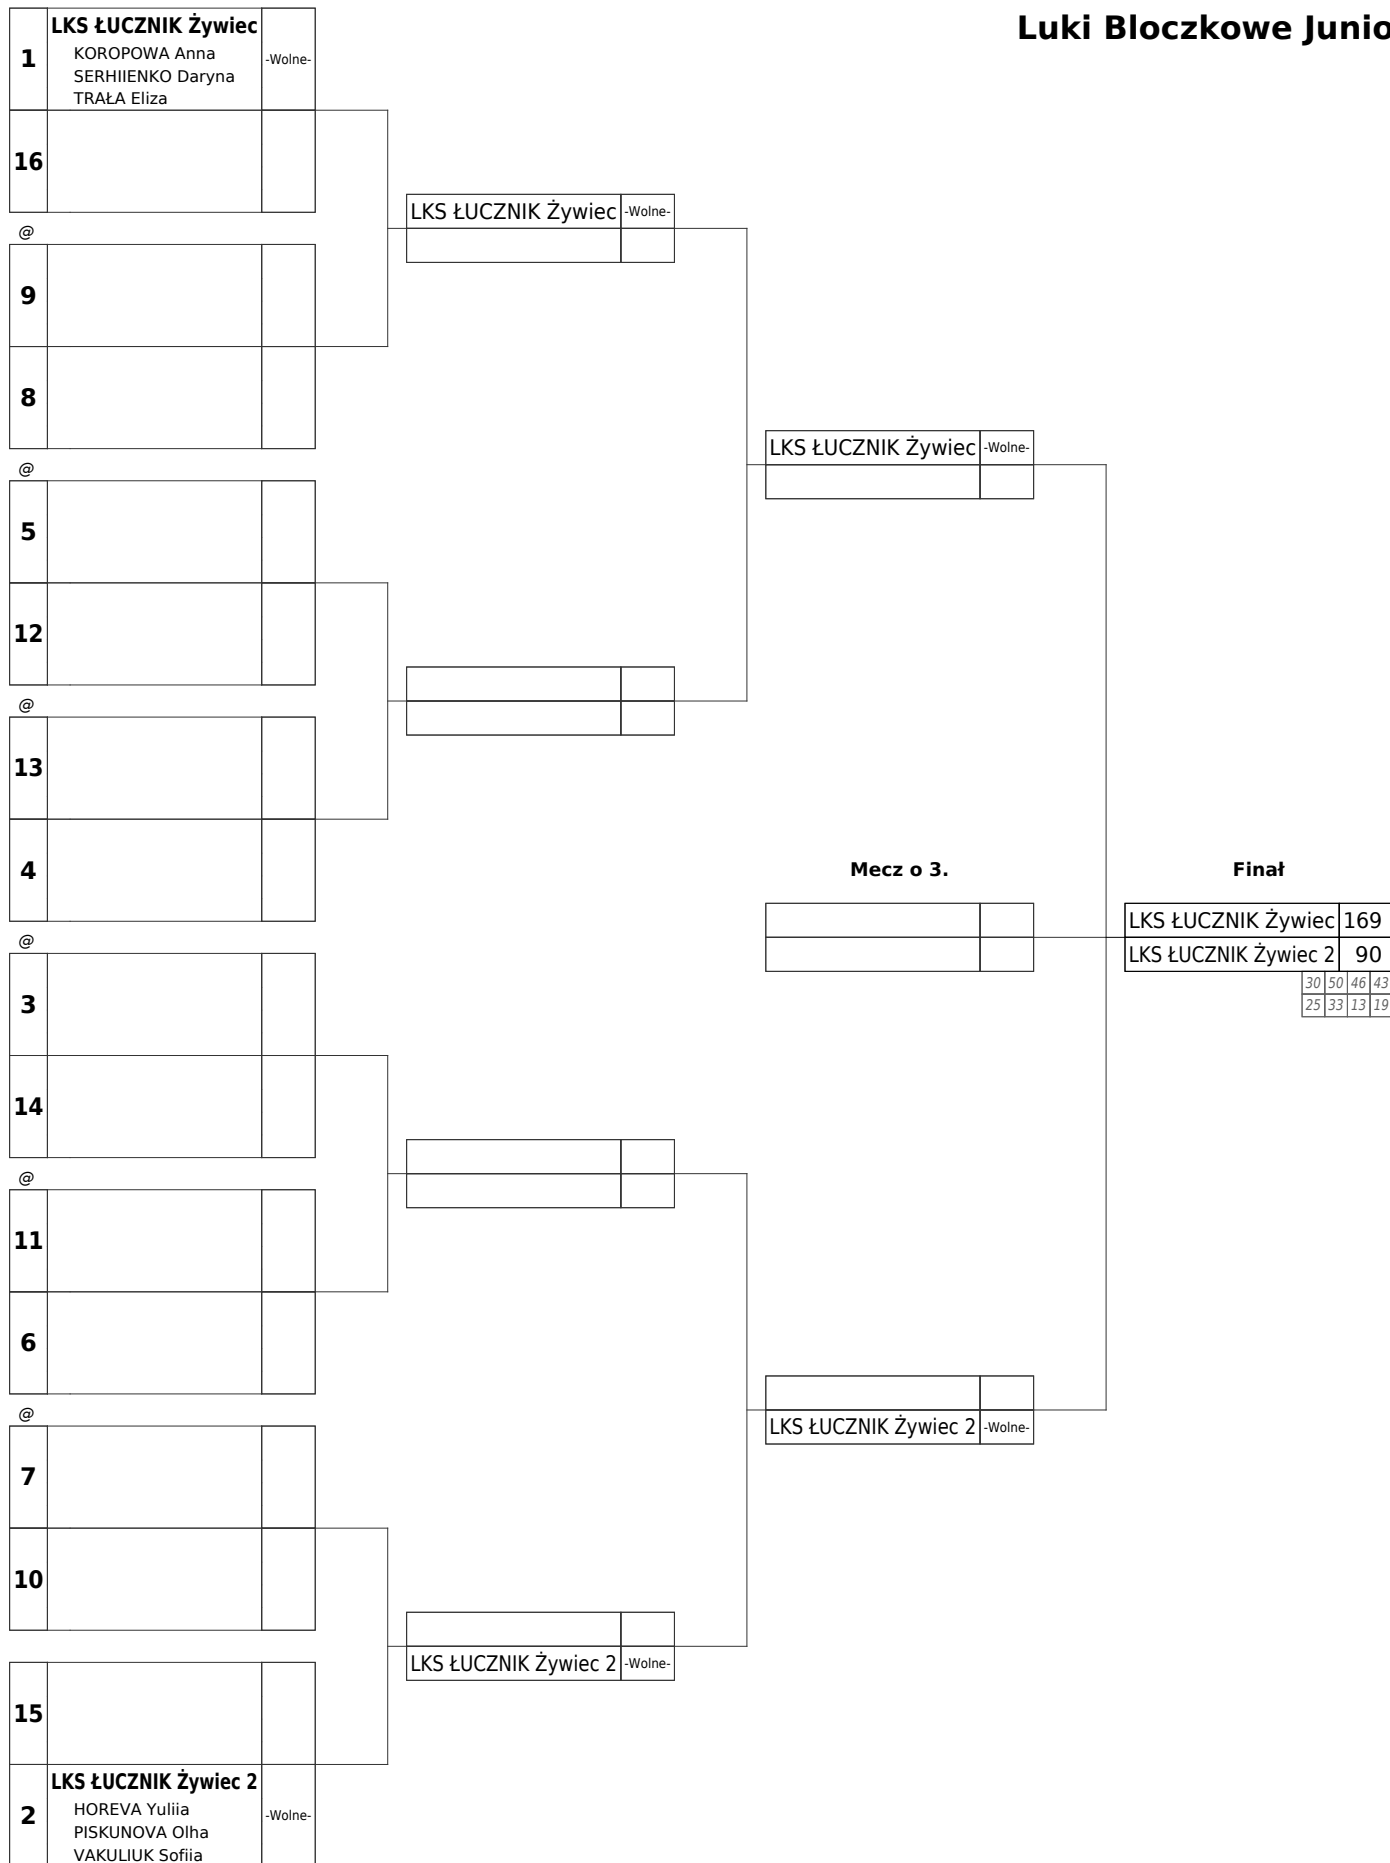 Luki Bloczkowe Junio
1
LKS ŁUCZNIK Żywiec
KOROPOWA Anna
SERHIIENKO Daryna
TRAŁA Eliza
-Wolne-
16
LKS ŁUCZNIK Żywiec -Wolne-
@
9
8
LKS ŁUCZNIK Żywiec -Wolne-
@
5
12
@
13
4
Mecz o 3.
Finał
LKS ŁUCZNIK Żywiec 169
LKS ŁUCZNIK Żywiec 2 90
30 50 46 43
25 33 13 19
@
3
14
@
11
6
LKS ŁUCZNIK Żywiec 2 -Wolne-
@
7
10
LKS ŁUCZNIK Żywiec 2 -Wolne-
15
2
LKS ŁUCZNIK Żywiec 2
HOREVA Yuliia
PISKUNOVA Olha
VAKULIUK Sofiia
-Wolne-